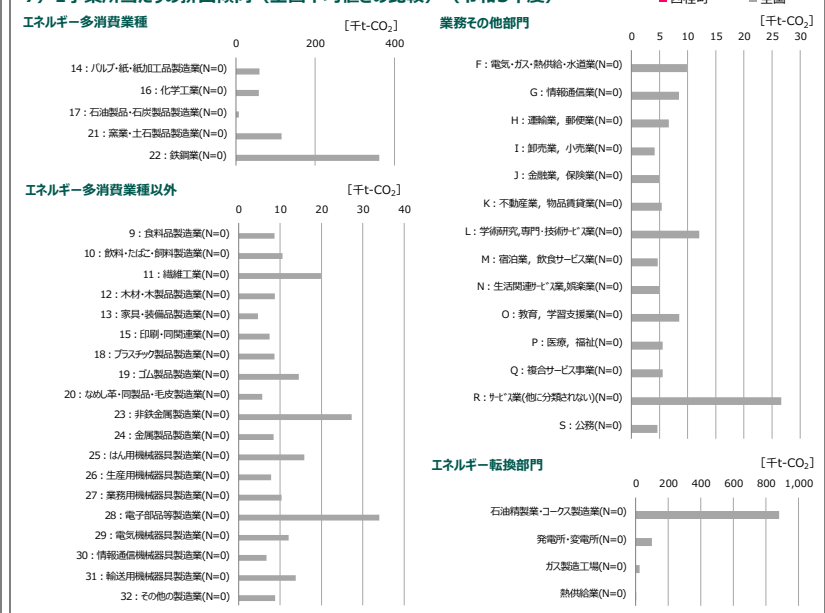 エネルギー多消費業種
[千t-CO₂]
0 200 400
14：パルプ・紙・紙加工品製造業(N=0)
16：化学工業(N=0)
17：石油製品・石炭製品製造業(N=0)
21：窯業・土石製品製造業(N=0)
22：鉄鋼業(N=0)
エネルギー多消費業種以外
[千t-CO₂]
0 10 20 30 40
9：食料品製造業(N=0)
10：飲料・たばこ・飼料製造業(N=0)
11：繊維工業(N=0)
12：木材・木製品製造業(N=0)
13：家具・装備品製造業(N=0)
15：印刷・同関連業(N=0)
18：プラスチック製品製造業(N=0)
19：ゴム製品製造業(N=0)
20：なめし革・同製品・毛皮製造業(N=0)
23：非鉄金属製造業(N=0)
24：金属製品製造業(N=0)
25：はん用機械器具製造業(N=0)
26：生産用機械器具製造業(N=0)
27：業務用機械器具製造業(N=0)
28：電子部品等製造業(N=0)
29：電気機械器具製造業(N=0)
30：情報通信機械器具製造業(N=0)
31：輸送用機械器具製造業(N=0)
32：その他の製造業(N=0)
業務その他部門
[千t-CO₂]
0 5 10 15 20 25 30
F：電気・ガス・熱供給・水道業(N=0)
G：情報通信業(N=0)
H：運輸業，郵便業(N=0)
I：卸売業，小売業(N=0)
J：金融業，保険業(N=0)
K：不動産業，物品賃貸業(N=0)
L：学術研究,専門・技術ｻｰﾋﾞｽ業(N=0)
M：宿泊業，飲食サービス業(N=0)
N：生活関連ｻｰﾋﾞｽ業,娯楽業(N=0)
O：教育，学習支援業(N=0)
P：医療，福祉(N=0)
Q：複合サービス事業(N=0)
R：ｻｰﾋﾞｽ業(他に分類されない)(N=0)
S：公務(N=0)
エネルギー転換部門
[千t-CO₂]
0 200 400 600 800 1,000
石油精製業・コークス製造業(N=0)
発電所・変電所(N=0)
ガス製造工場(N=0)
熱供給業(N=0)